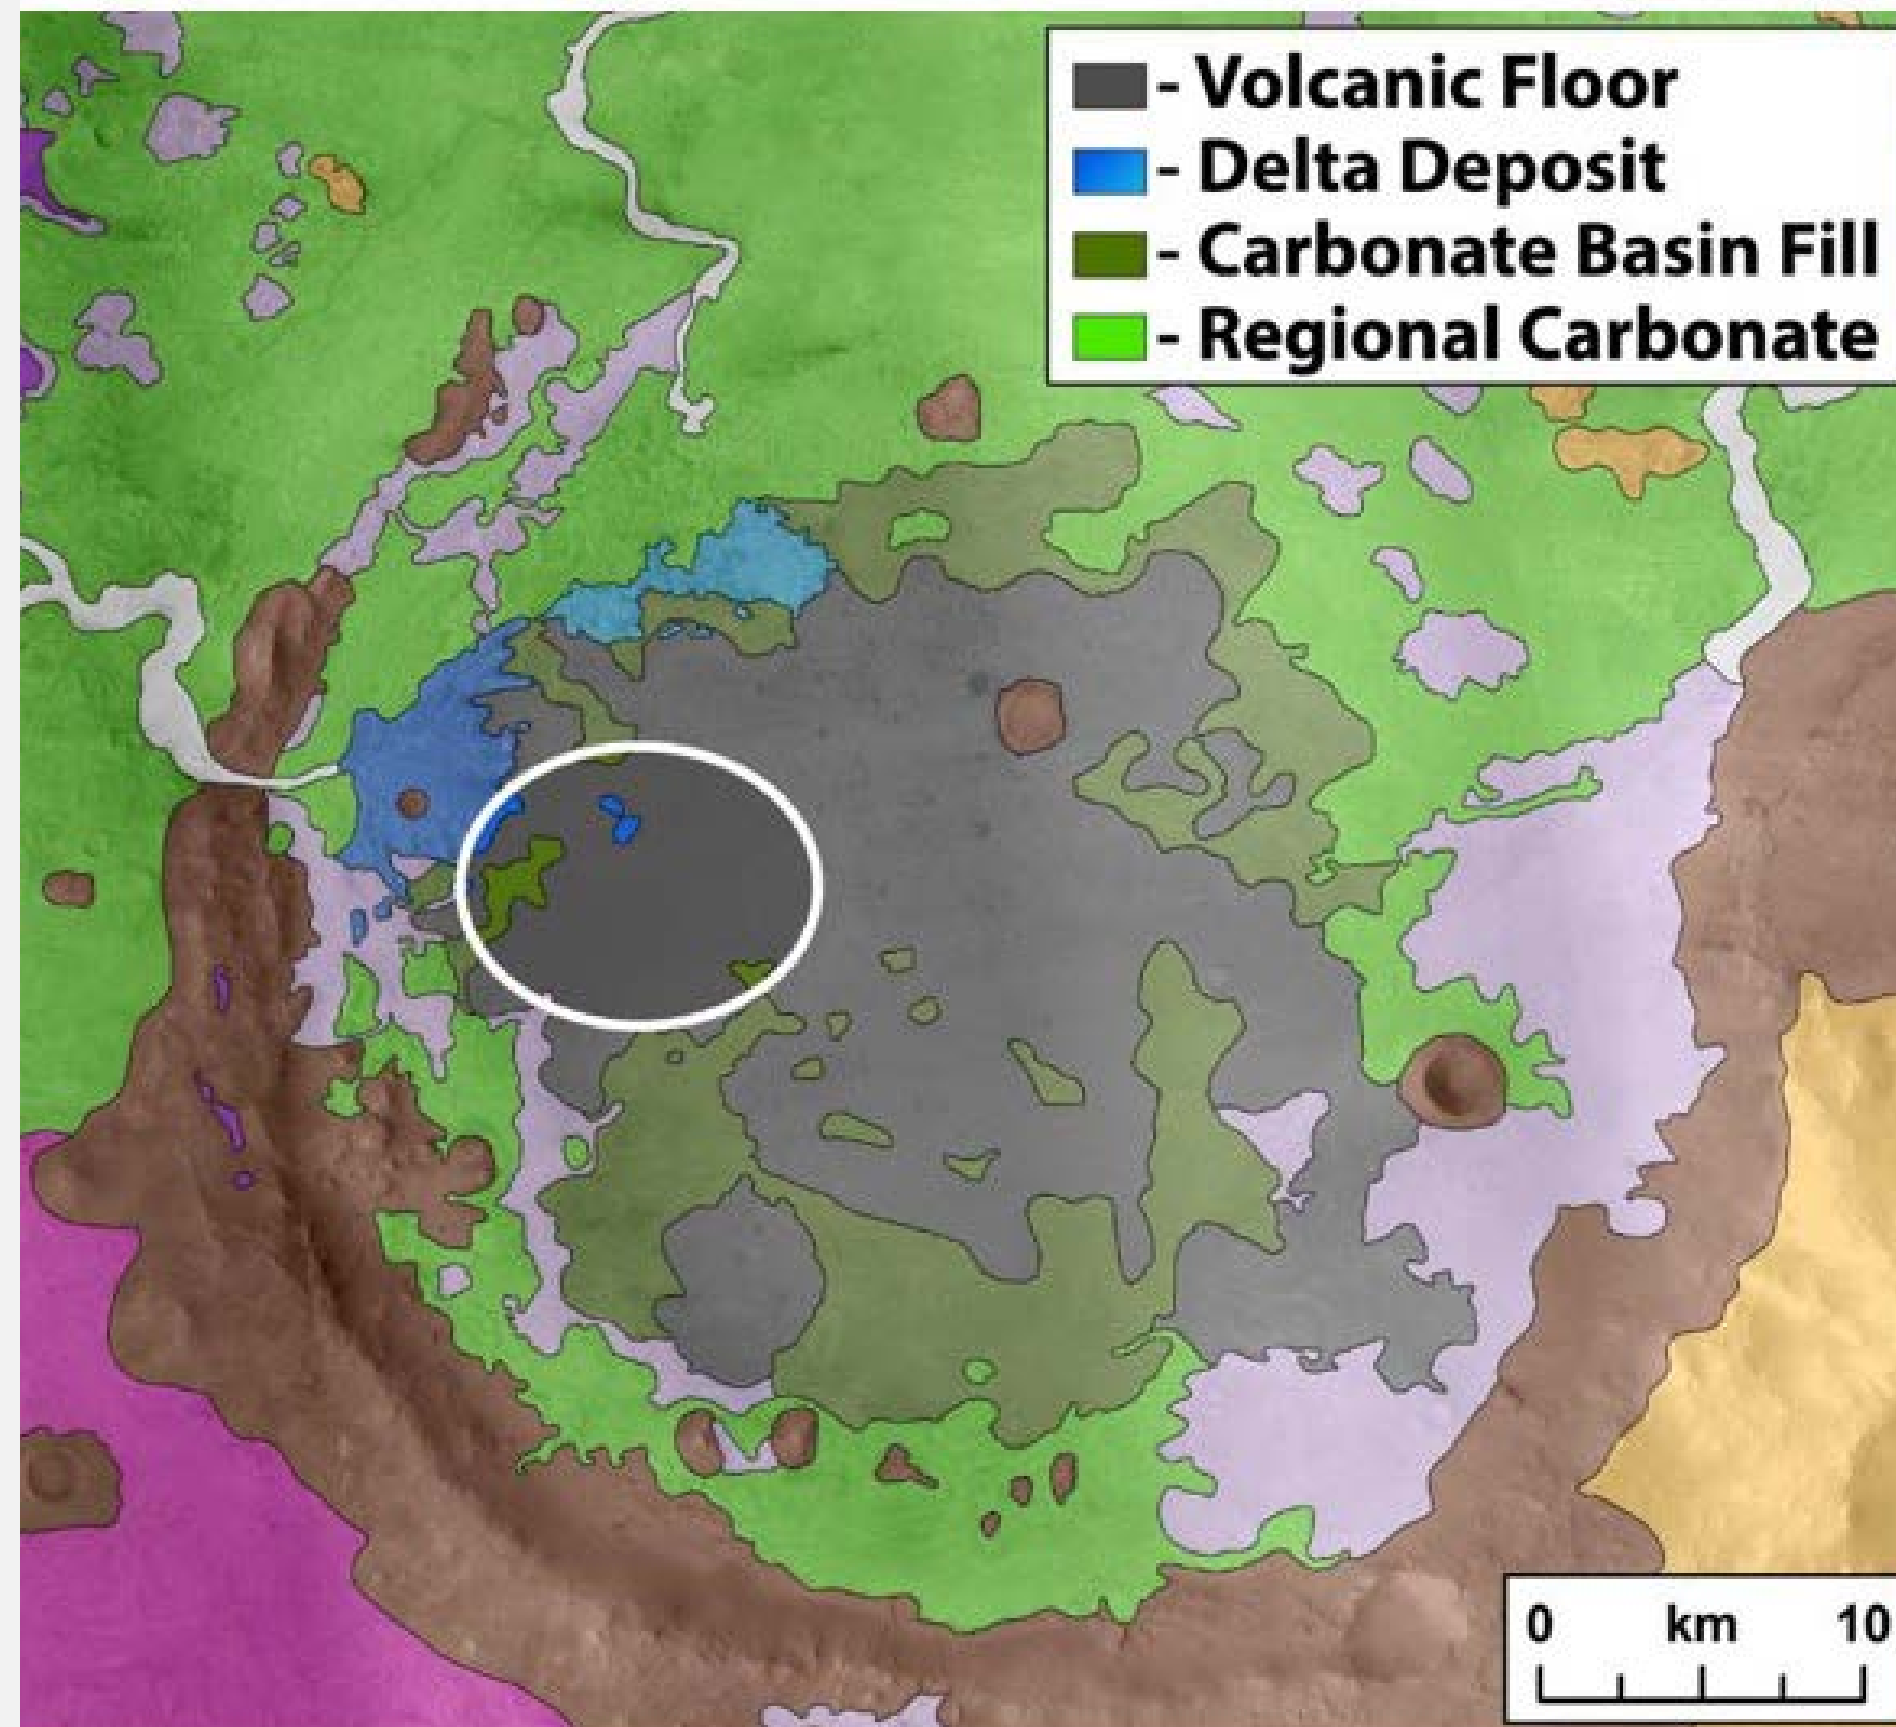 - Volcanic Floor
- Delta Deposit
- Carbonate Basin Fill
- Regional Carbonate
0 km 10